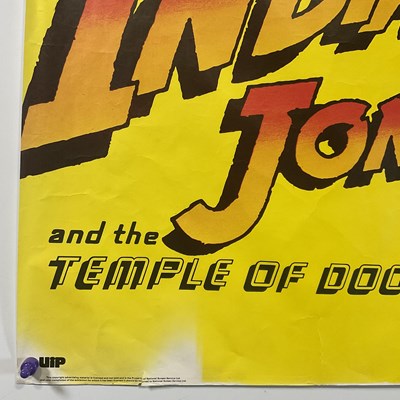 INDIA
JON
and the
TEMPLE OF DOO
UIP